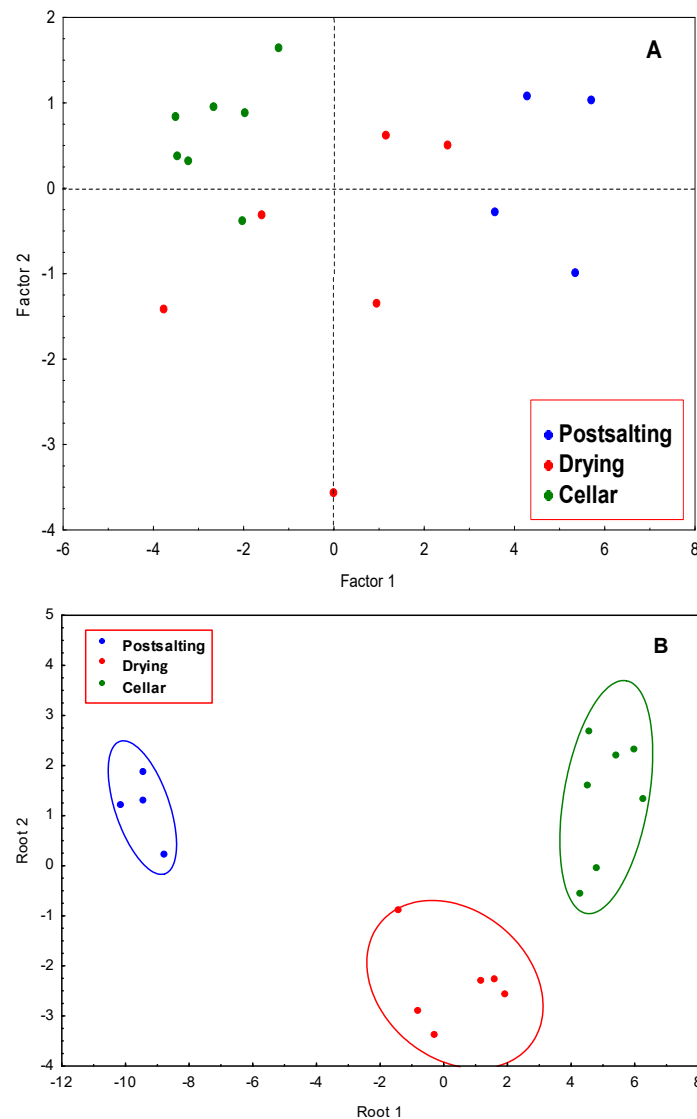 A
2
1
0
-1
-2
-3
-4
Factor 2
-6 -4 -2 0 2 4 6 8
Factor 1
Postsalting
Drying
Cellar
B
5
4
3
2
1
0
-1
-2
-3
-4
Root 2
-12 -10 -8 -6 -4 -2 0 2 4 6 8
Root 1
Postsalting
Drying
Cellar